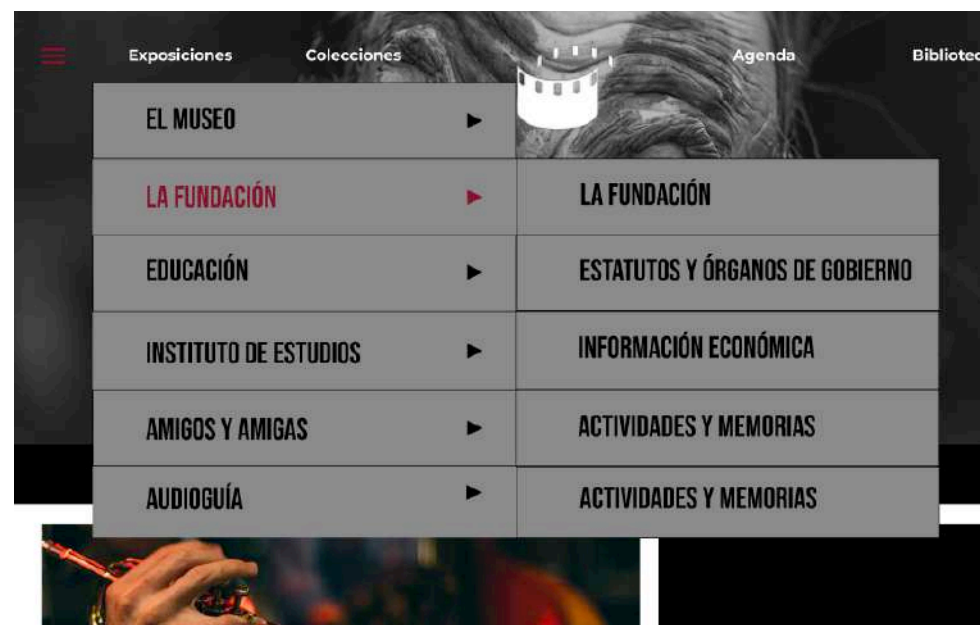 Exposiciones
Colecciones
Agenda
Bibliotec
EL MUSEO
LA FUNDACIÓN
LA FUNDACIÓN
EDUCACIÓN
ESTATUTOS Y ÓRGANOS DE GOBIERNO
INSTITUTO DE ESTUDIOS
INFORMACIÓN ECONÓMICA
AMIGOS Y AMIGAS
ACTIVIDADES Y MEMORIAS
AUDIOGUÍA
ACTIVIDADES Y MEMORIAS